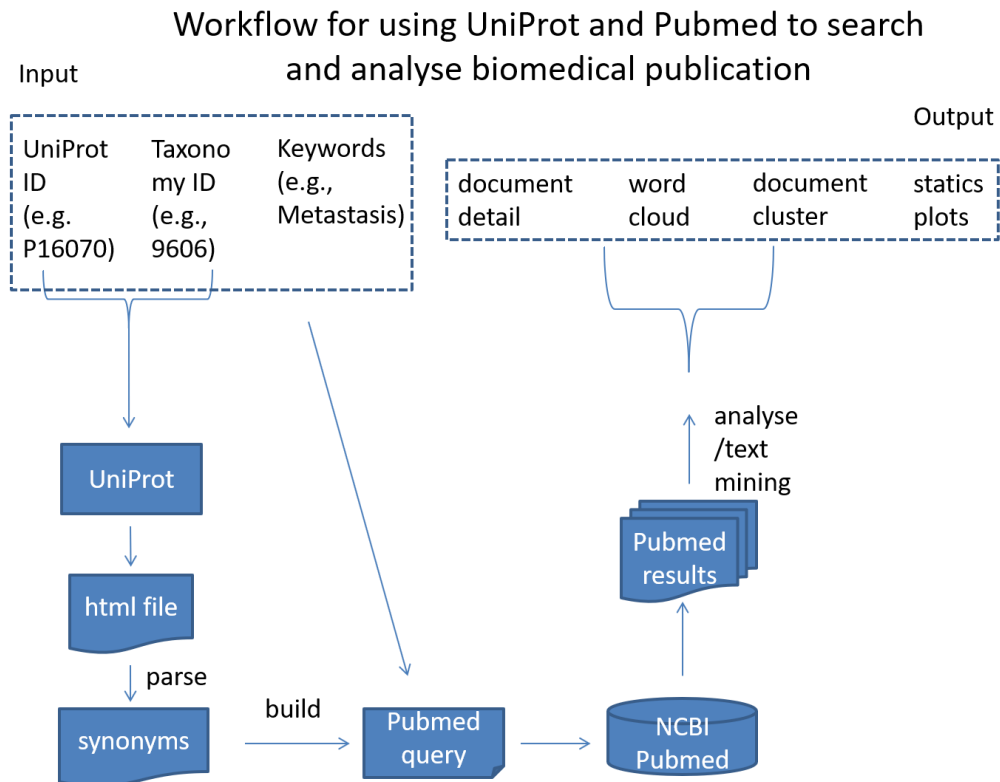 Workflow for using UniProt and Pubmed to search
and analyse biomedical publication
Input
UniProt
ID
(e.g.
P16070)
Taxono
my ID
(e.g.,
9606)
Keywords
(e.g.,
Metastasis)
Output
document
detail
word
cloud
document
cluster
statics
plots
UniProt
html file
parse
synonyms
build
Pubmed
query
NCBI
Pubmed
Pubmed
results
analyse
/text
mining